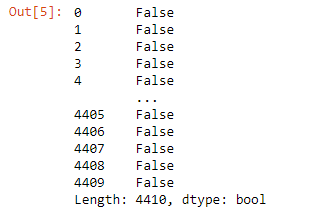 Out[5]: 0 False
1 False
2 False
3 False
4 False
...
4405 False
4406 False
4407 False
4408 False
4409 False
Length: 4410, dtype: bool